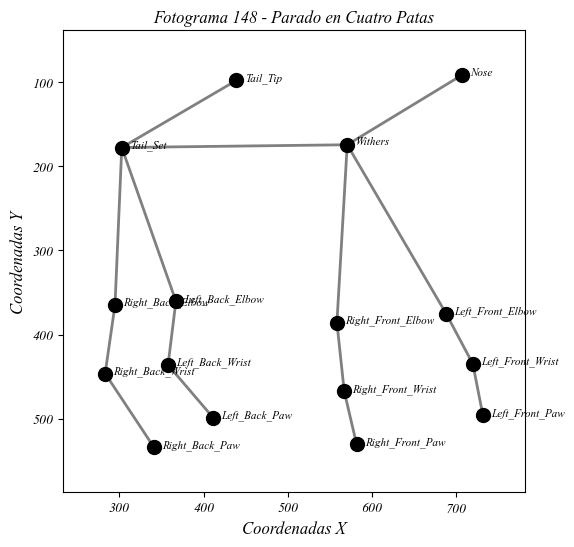 Fotograma 148 - Parado en Cuatro Patas
Tail_Tip
Nose
100
Tail_Set
Withers
200
300
Right_Back_Elbow
Left_Back_Elbow
Left_Front_Elbow
Right_Front_Elbow
400
Left_Back_Wrist
Left_Front_Wrist
Right_Back_Wrist
Right_Front_Wrist
Left_Back_Paw
Left_Front_Paw
500
Right_Back_Paw
Right_Front_Paw
Coordenadas Y
300 400 500 600 700
Coordenadas X